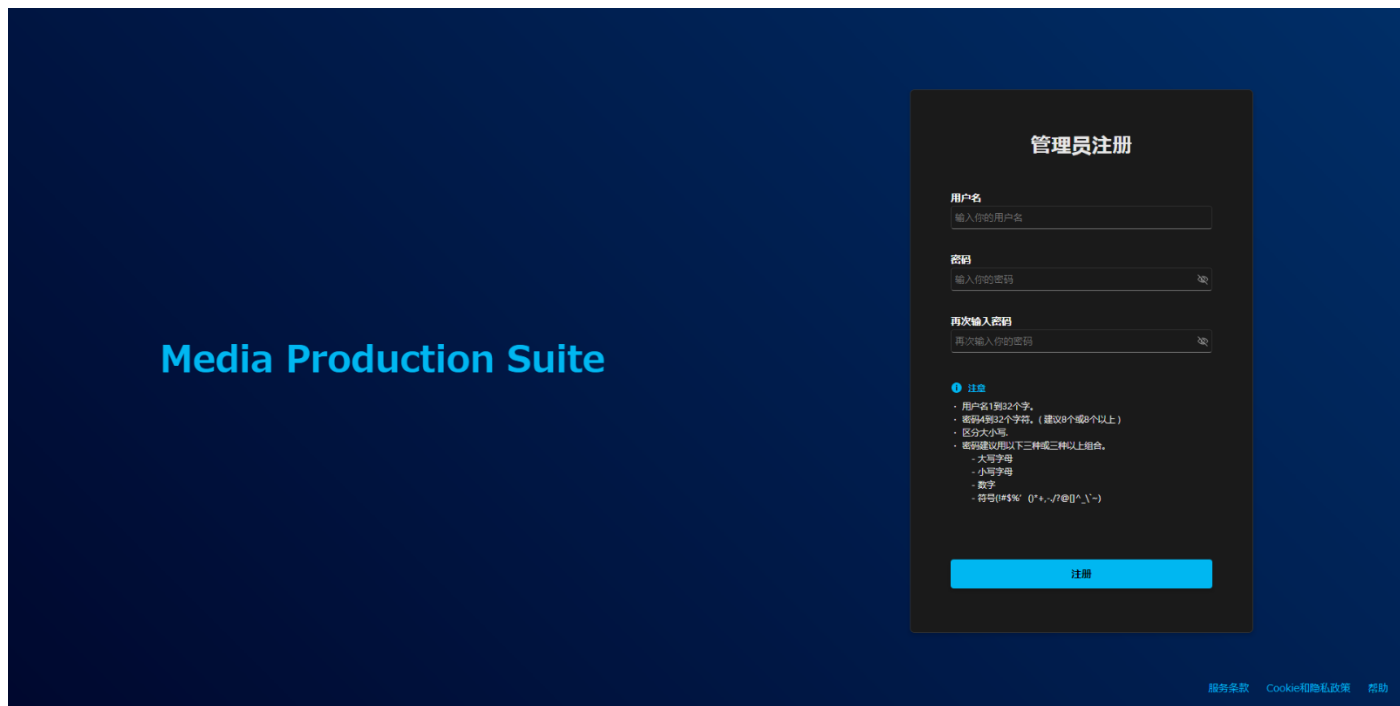 Media Production Suite
管理员注册
用户名
输入你的用户名
密码
输入你的密码
再次输入密码
再次输入你的密码
注意
· 用户名1到32个字。
· 密码4到32个字符。( 建议8个或8个以上 )
· 区分大小写.
· 密码建议用以下三种或三种以上组合。
- 大写字母
- 小写字母
- 数字
- 符号(!#$%' ()*+,-./?@[]^_\`~)
注册
服务条款 Cookie和隐私政策 帮助